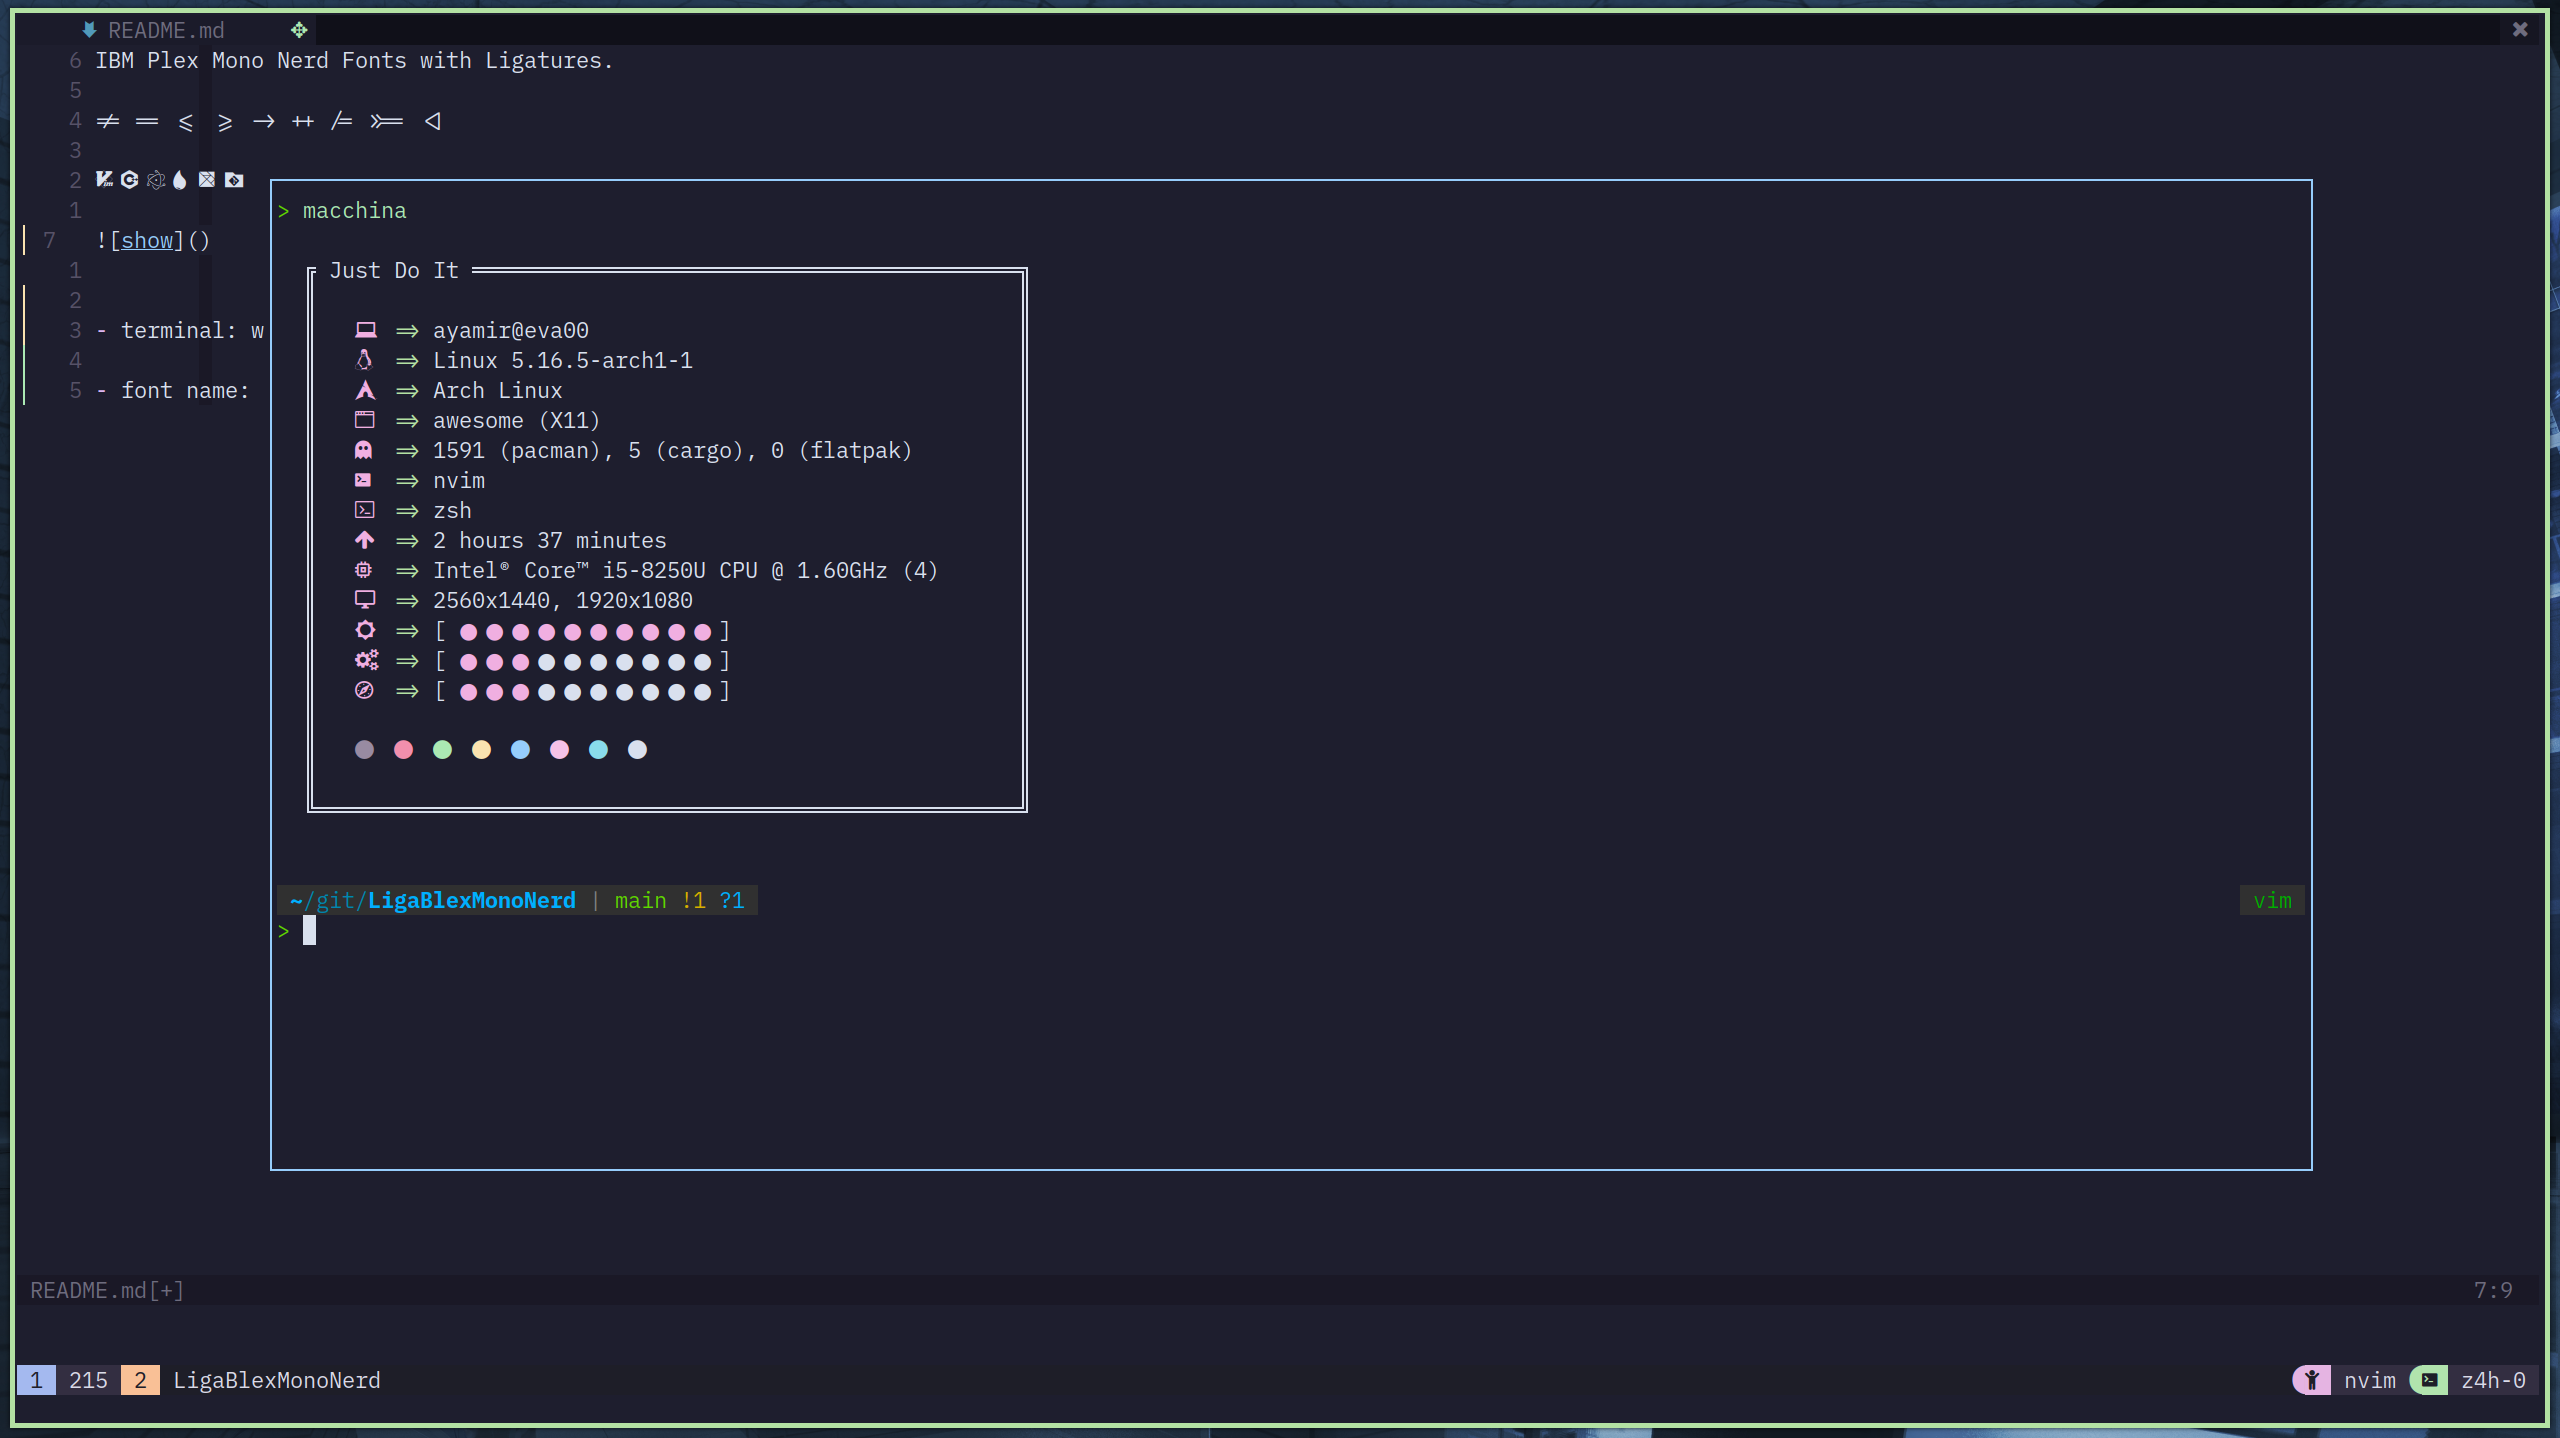 README.md
6 IBM Plex Mono Nerd Fonts with Ligatures.
5
4 ≠ == ⩽ ⩾ → ++ /= >>= ◁
3
2
1
7 ![show]()
1
2
3 - terminal: w
4
5 - font name:
> macchina
Just Do It
⇒ ayamir@eva00
⇒ Linux 5.16.5-arch1-1
⇒ Arch Linux
⇒ awesome (X11)
⇒ 1591 (pacman), 5 (cargo), 0 (flatpak)
⇒ nvim
⇒ zsh
⇒ 2 hours 37 minutes
⇒ Intel® Core™ i5-8250U CPU @ 1.60GHz (4)
⇒ 2560x1440, 1920x1080
⇒ [ ● ● ● ● ● ● ● ● ● ● ]
⇒ [ ● ● ● ● ● ● ● ● ● ● ]
⇒ [ ● ● ● ● ● ● ● ● ● ● ]
~/git/LigaBlexMonoNerd | main !1 ?1 vim
>
README.md[+] 7:9
1 215 2 LigaBlexMonoNerd nvim z4h-0